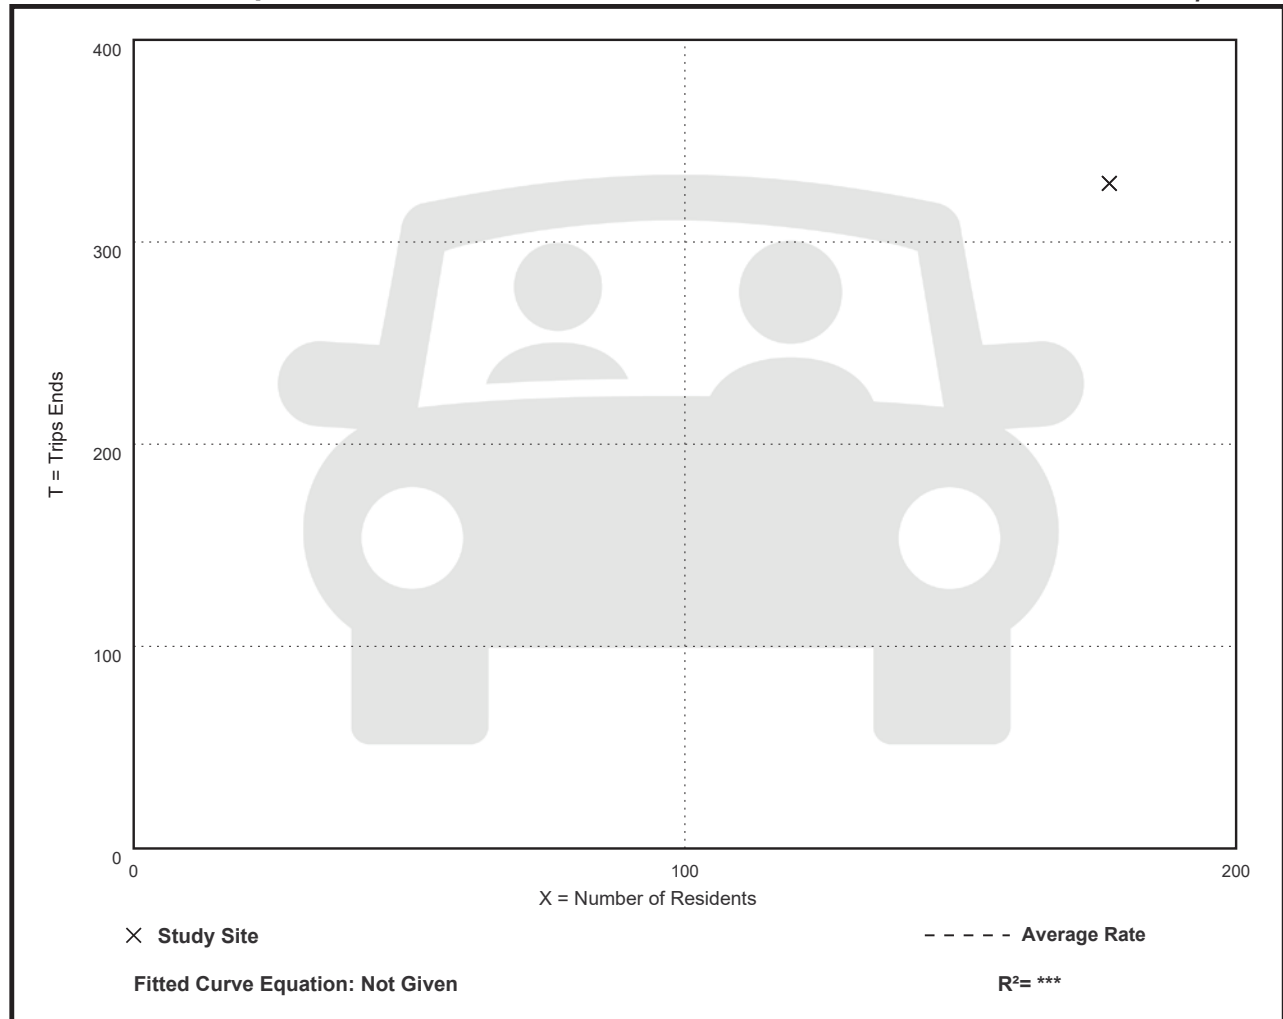 400
300
T = Trips Ends
200
100
0
0 100 200
X = Number of Residents
Study Site
Average Rate
Fitted Curve Equation: Not Given
R²= ***